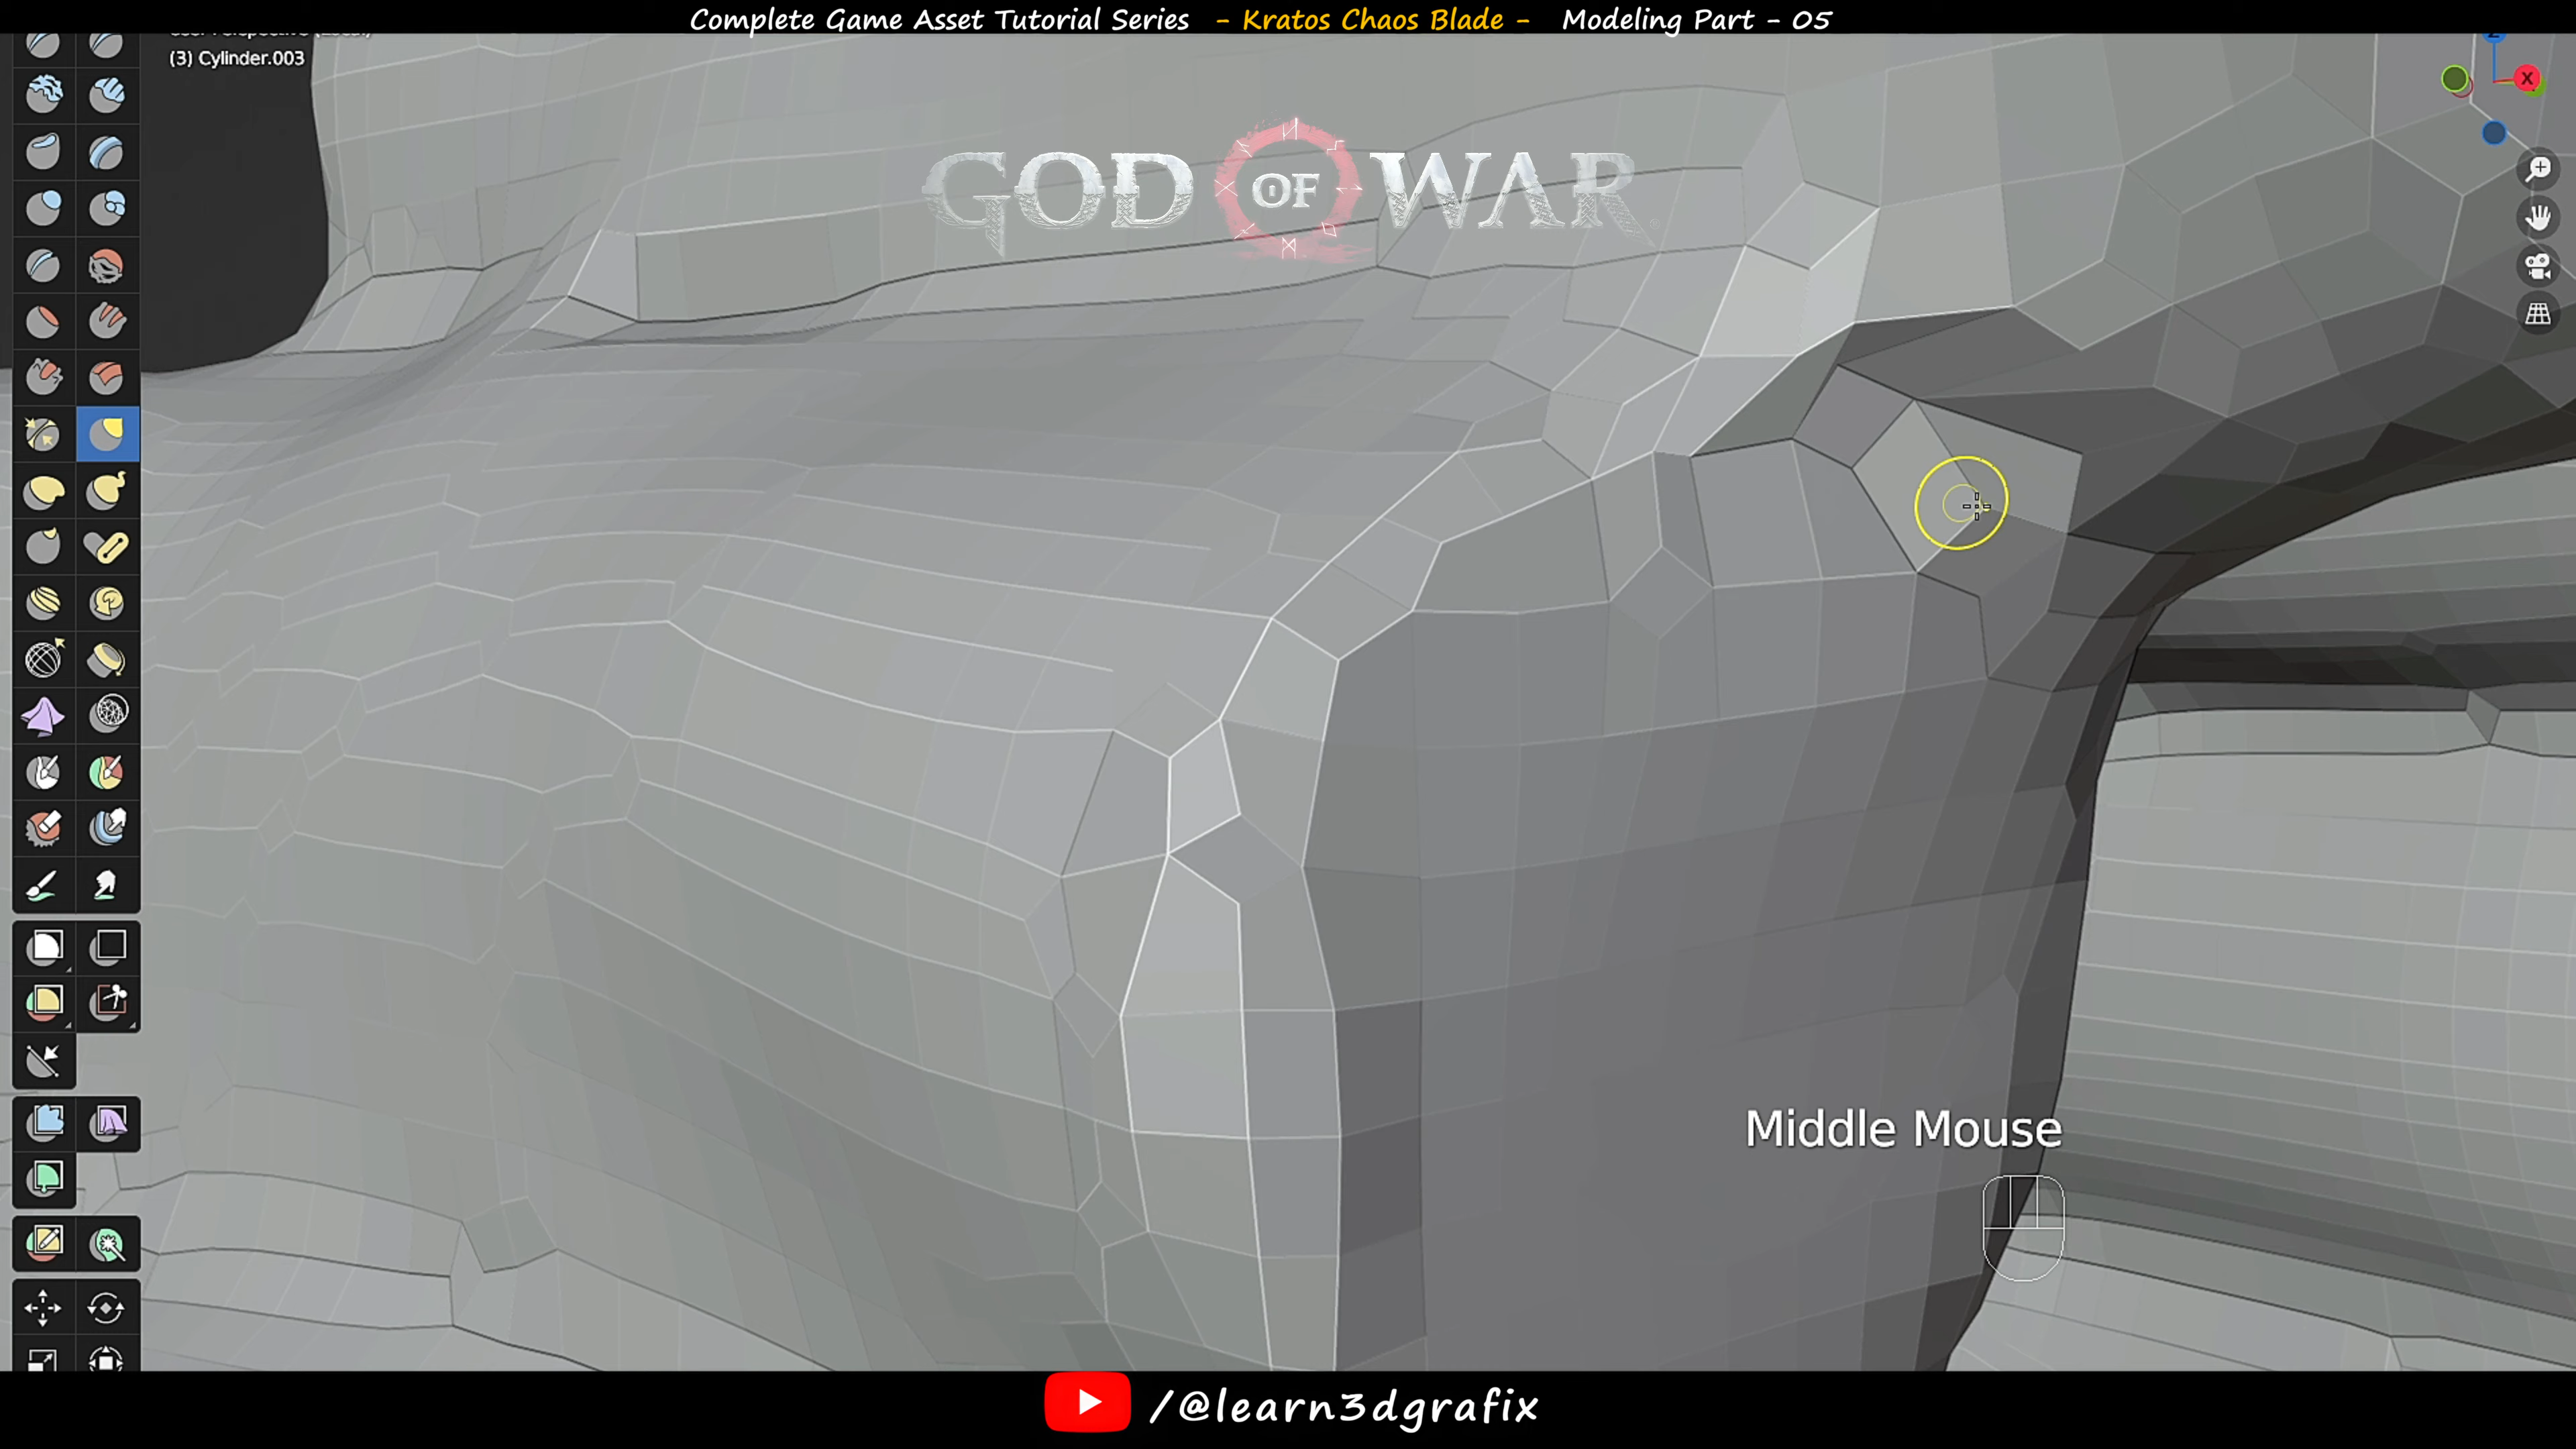 Complete Game Asset Tutorial Series - Kratos Chaos Blade - Modeling Part - 05
(3) Cylinder.003
Z
X
GOD OF WAR
Middle Mouse
/@learn3dgrafix